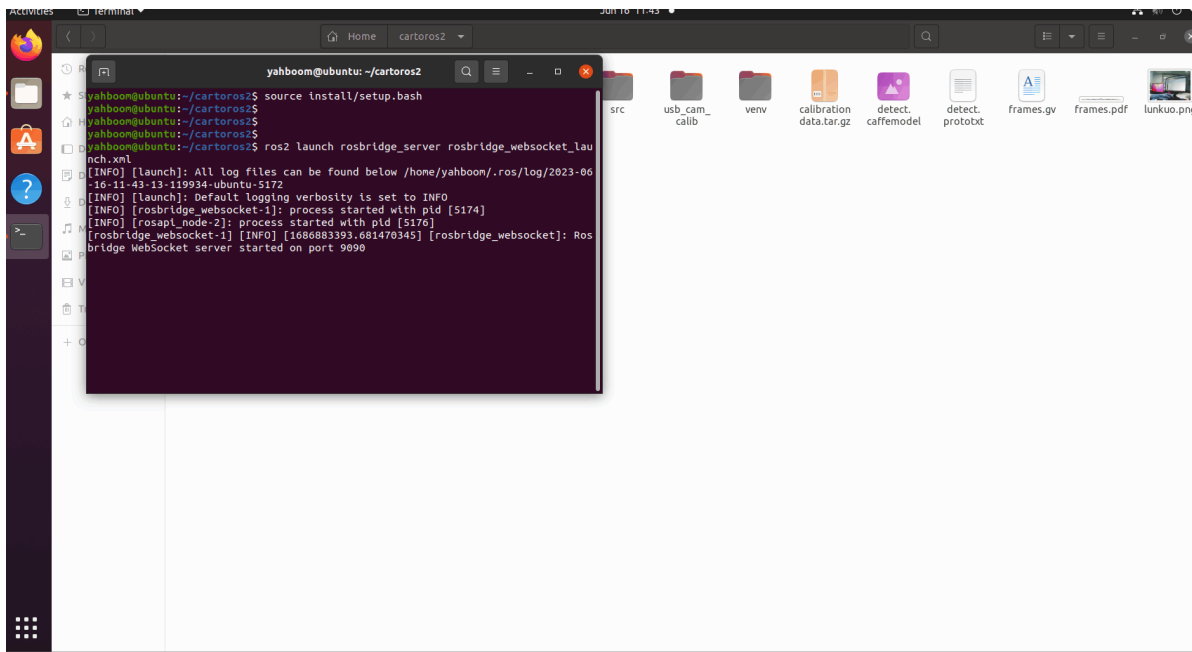 Activities
Terminal
Jun 16 11:43
Home
cartoros2
yahboom@ubuntu: ~/cartoros2
yahboom@ubuntu:~/cartoros2$ source install/setup.bash
yahboom@ubuntu:~/cartoros2$
yahboom@ubuntu:~/cartoros2$
yahboom@ubuntu:~/cartoros2$
yahboom@ubuntu:~/cartoros2$ ros2 launch rosbridge_server rosbridge_websocket_lau
nch.xml
[INFO] [launch]: All log files can be found below /home/yahboom/.ros/log/2023-06
-16-11-43-13-119934-ubuntu-5172
[INFO] [launch]: Default logging verbosity is set to INFO
[INFO] [rosbridge_websocket-1]: process started with pid [5174]
[INFO] [rosapi_node-2]: process started with pid [5176]
[rosbridge_websocket-1] [INFO] [1686883393.681470345] [rosbridge_websocket]: Ros
bridge WebSocket server started on port 9090
src
usb_cam_
calib
venv
calibration
data.tar.gz
detect.
caffemodel
detect.
prototxt
frames.gv
frames.pdf
lunkuo.png